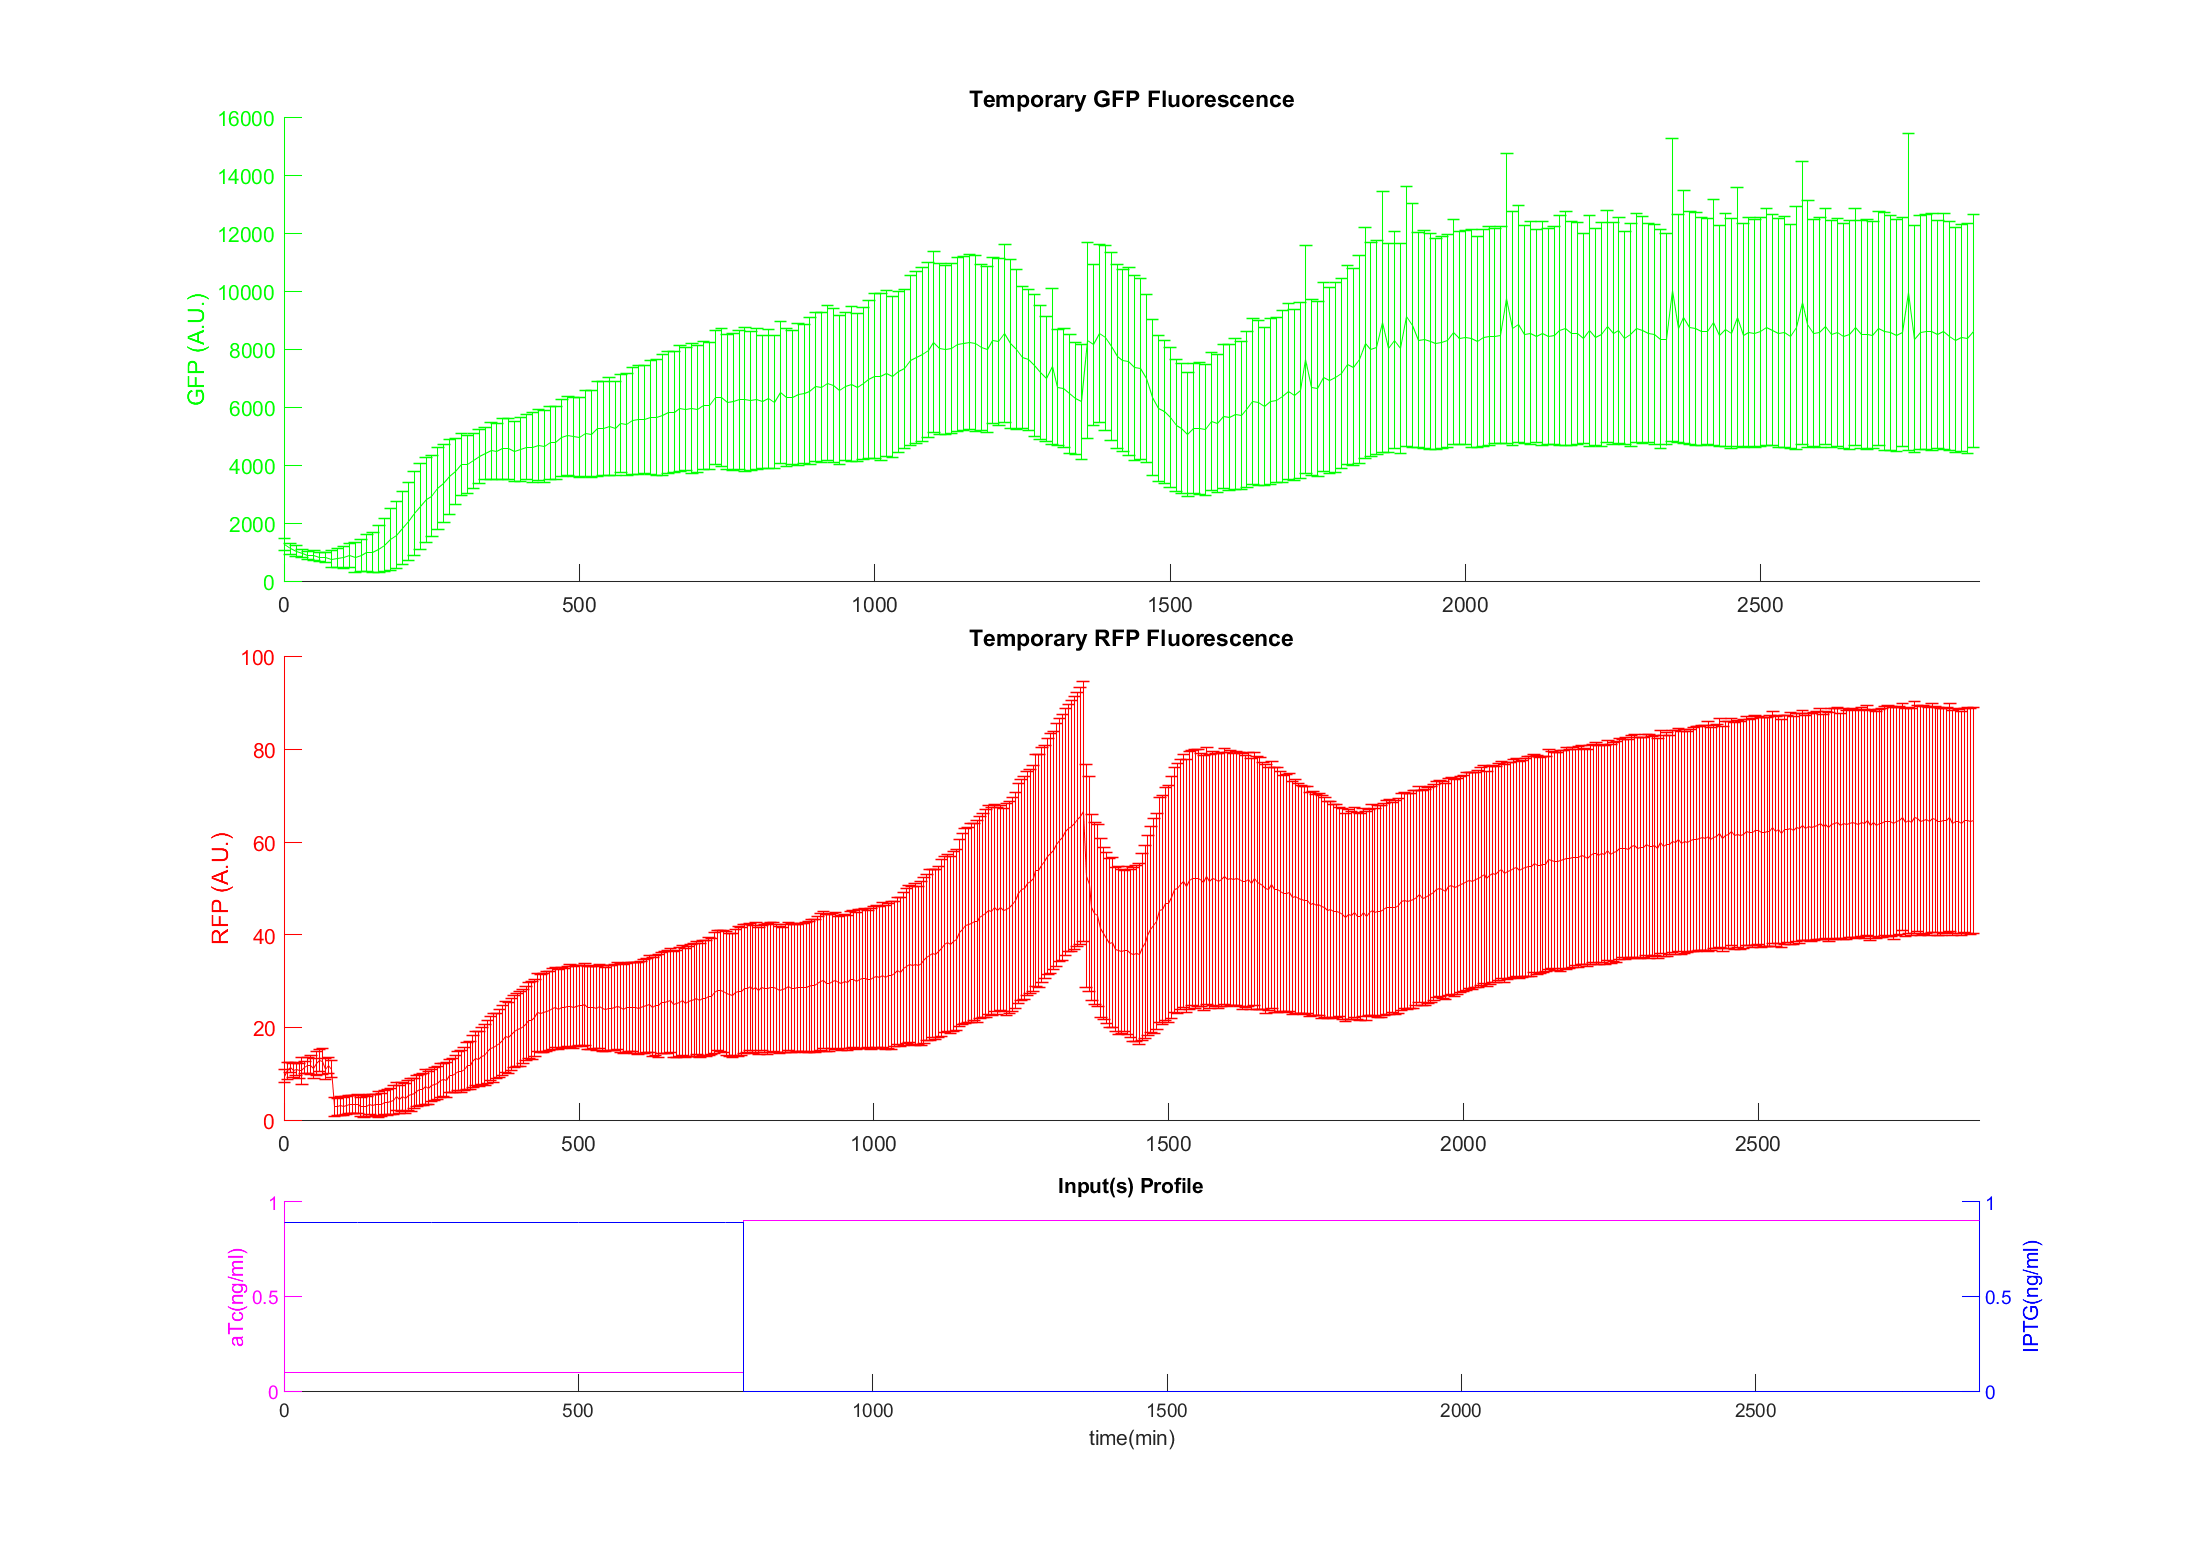 Temporary GFP Fluorescence
16000
14000
12000
10000
8000
6000
4000
2000
0
GFP (A.U.)
0 500 1000 1500 2000 2500
Temporary RFP Fluorescence
100
80
60
40
20
0
RFP (A.U.)
0 500 1000 1500 2000 2500
Input(s) Profile
1
0.5
0
aTc(ng/ml)
1
0.5
0
IPTG(ng/ml)
0 500 1000 1500 2000 2500
time(min)